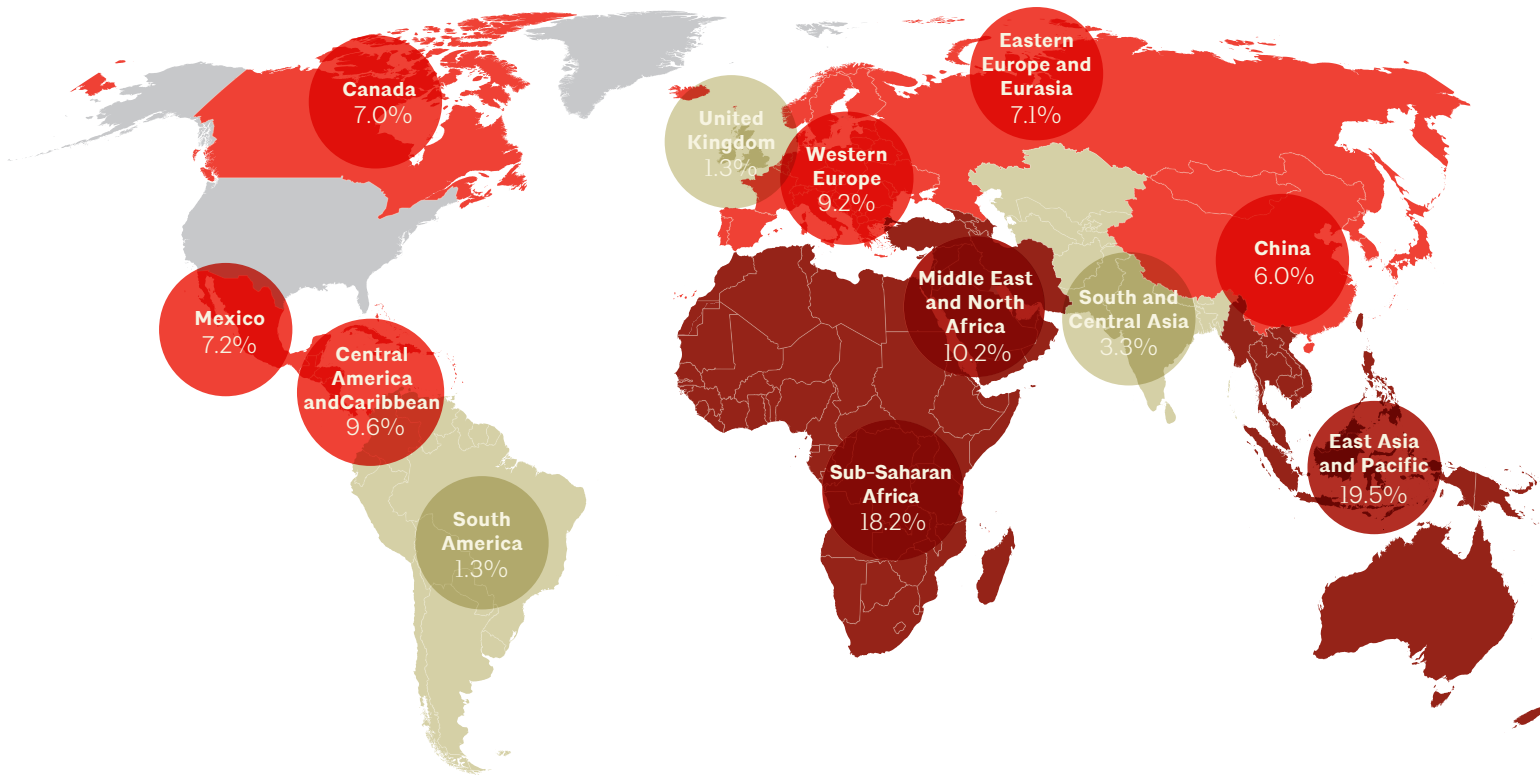 Canada
7.0%
Eastern
Europe and
Eurasia
7.1%
United
Kingdom
1.3%
Western
Europe
9.2%
China
6.0%
Middle East
and North
Africa
10.2%
South and
Central Asia
3.3%
Mexico
7.2%
Central
America
andCaribbean
9.6%
East Asia
and Pacific
19.5%
Sub-Saharan
Africa
18.2%
South
America
1.3%